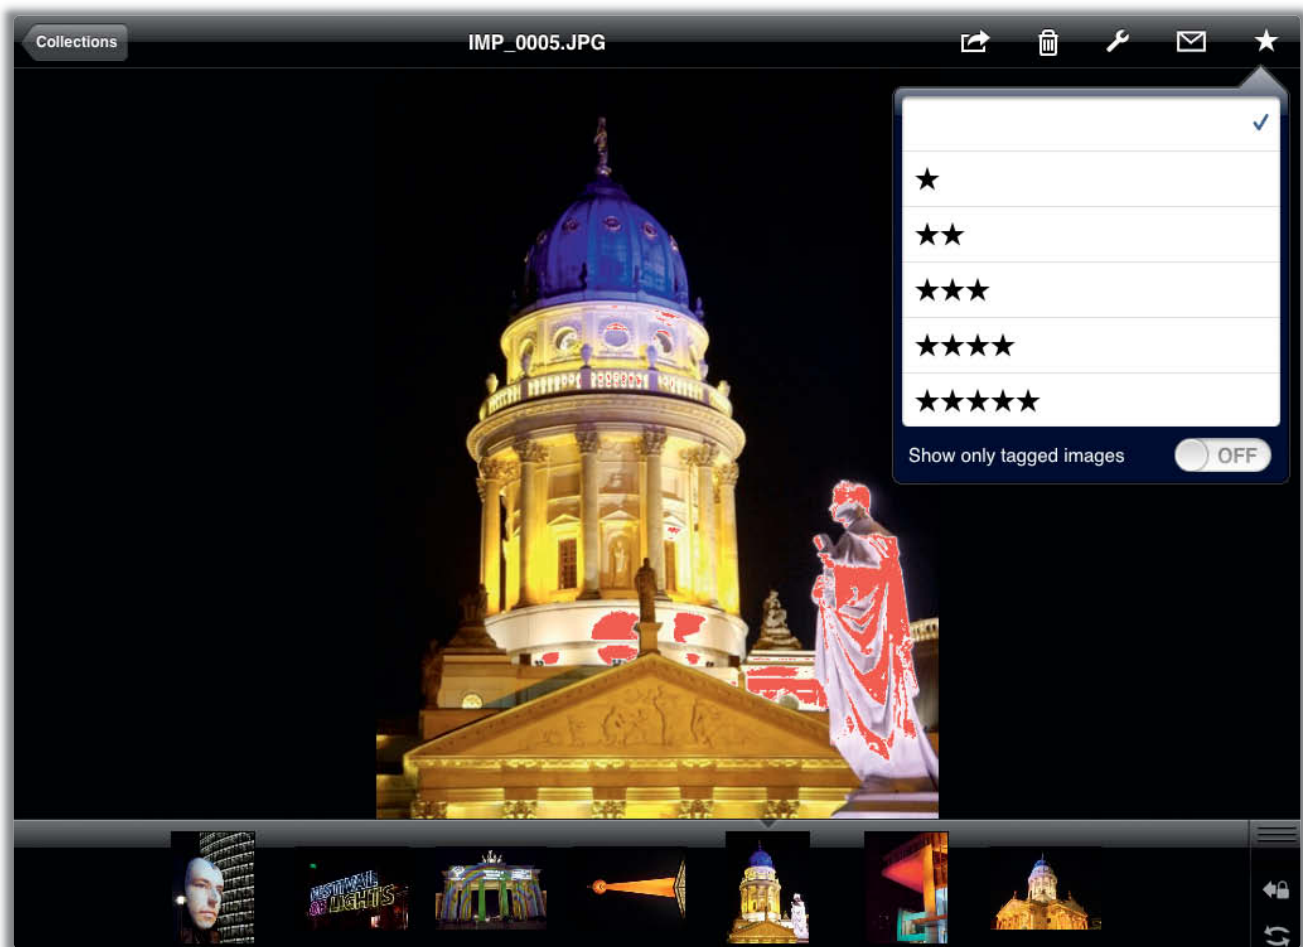 Collections
IMP_0005.JPG
★
★★
★★★
★★★★
★★★★★
Show only tagged images
OFF
FESTIVAL
OF LIGHTS